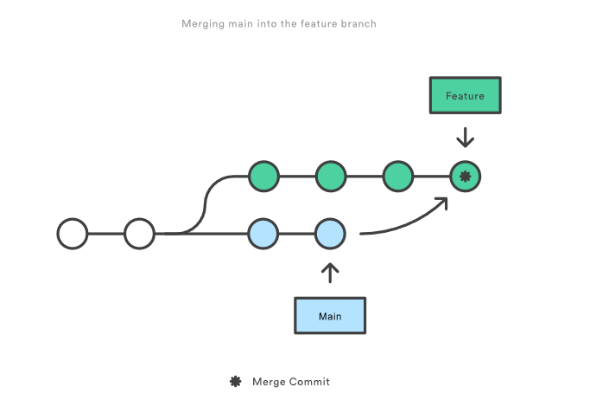 Merging main into the feature branch
Feature
Main
Merge Commit